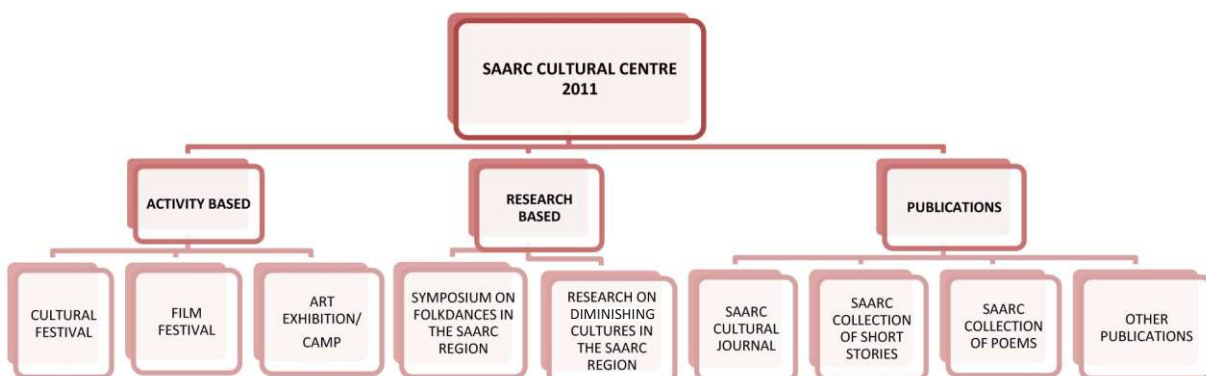 SAARC CULTURAL CENTRE
2011
ACTIVITY BASED
RESEARCH
BASED
PUBLICATIONS
CULTURAL
FESTIVAL
FILM
FESTIVAL
ART
EXHIBITION/
CAMP
SYMPOSIUM ON
FOLKDANCES IN
THE SAARC
REGION
RESEARCH ON
DIMINISHING
CULTURES IN
THE SAARC
REGION
SAARC
CULTURAL
JOURNAL
SAARC
COLLECTION
OF SHORT
STORIES
SAARC
COLLECTION
OF POEMS
OTHER
PUBLICATIONS